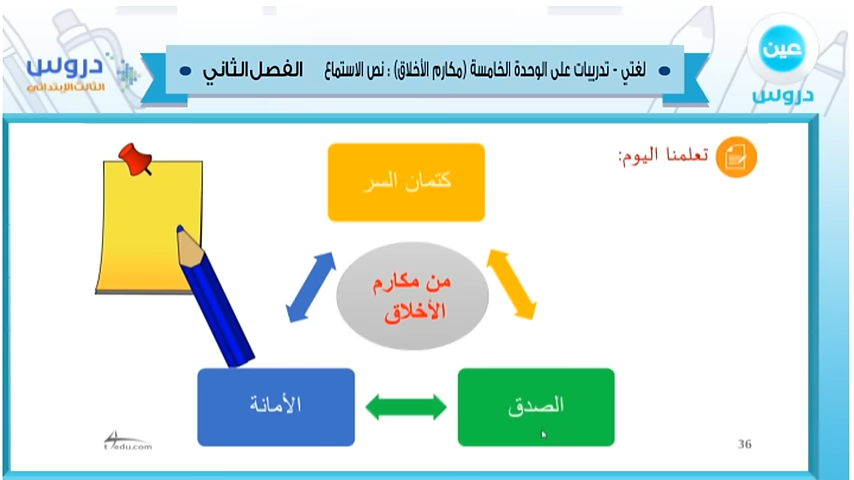 عين
دروس
لغتي - تدريبات على الوحدة الخامسة (مكارم الأخلاق) : نص الاستماع الفصل الثاني
دروس
الثالث الإبتدائي
تعلمنا اليوم:
كتمان السر
من مكارم
الأخلاق
الصدق
الأمانة
36
t4edu.com